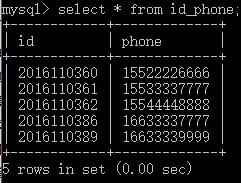 mysql> select * from id_phone;
+------------+-------------+
| id         | phone       |
+------------+-------------+
| 2016110360 | 15522226666 |
| 2016110361 | 15533337777 |
| 2016110362 | 15544448888 |
| 2016110386 | 16633337777 |
| 2016110389 | 16633339999 |
+------------+-------------+
5 rows in set (0.00 sec)